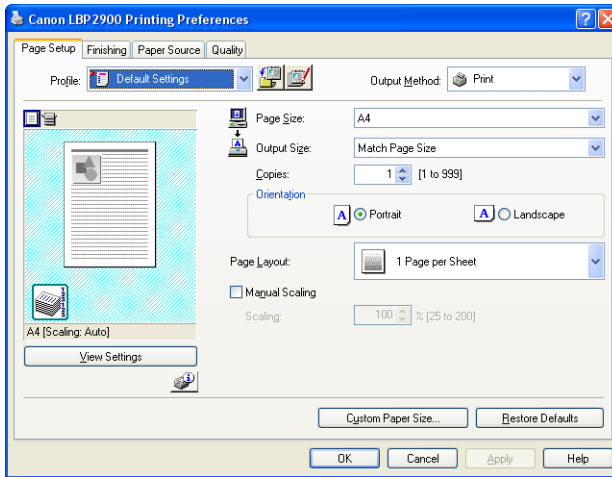 Canon LBP2900 Printing Preferences
Page Setup Finishing Paper Source Quality
Profile: Default Settings Output Method: Print
Page Size: A4
Output Size: Match Page Size
Copies: 1 [1 to 999]
Orientation
A Portrait A Landscape
Page Layout: 1 Page per Sheet
Manual Scaling
Scaling: 100 % [25 to 200]
A4 [Scaling: Auto]
View Settings
Custom Paper Size... Restore Defaults
OK Cancel Apply Help